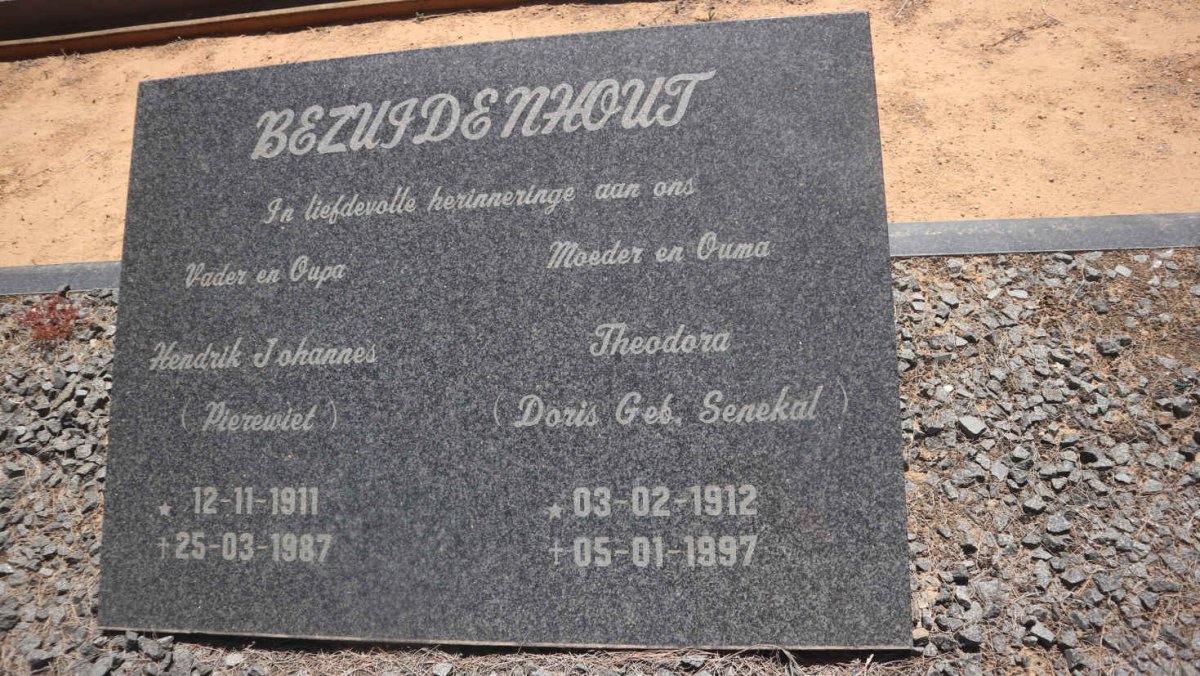 BEZUIDENHOUT
In liefdevolle herinneringe aan ons
Vader en Oupa
Hendrik Johannes
(Pierewiet)
★ 12-11-1911
†25-03-1987
Moeder en Ouma
Theodora
(Doris Geb. Senekal)
★ 03-02-1912
†05-01-1997